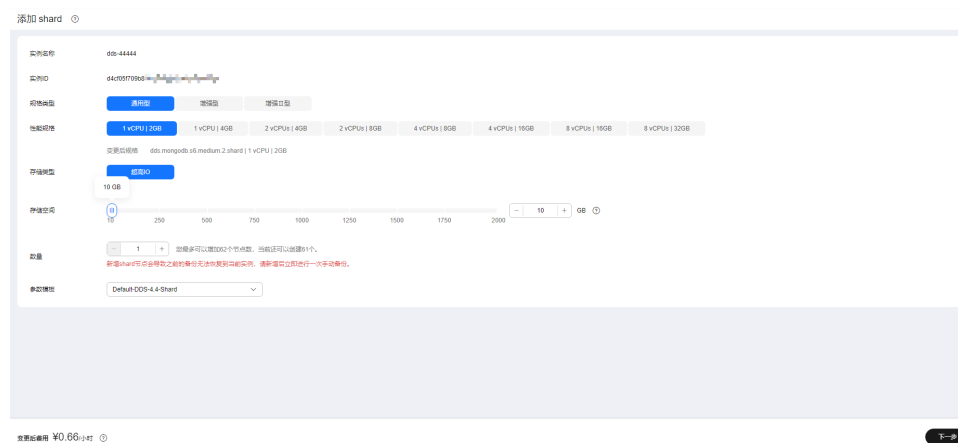 添加 shard
实例名称 dds-44444
实例ID d4cf05f709b8
规格类型 通用型 增强型 增强II型
性能规格 1 vCPU | 2GB 1 vCPU | 4GB 2 vCPUs | 4GB 2 vCPUs | 8GB 4 vCPUs | 8GB 4 vCPUs | 16GB 8 vCPUs | 16GB 8 vCPUs | 32GB
变更后规格 dds.mongodb.s6.medium.2.shard | 1 vCPU | 2GB
存储类型 超高IO
10 GB
存储空间 - 10 + GB
10 250 500 750 1000 1250 1500 1750 2000
数量 - 1 + 您最多可以增加62个节点数，当前还可以创建61个。
新增shard节点会导致之前的备份无法恢复到当前实例，请新增后立即进行一次手动备份。
参数模板 Default-DDS-4.4-Shard
变更后费用 ¥0.66/小时 下一步